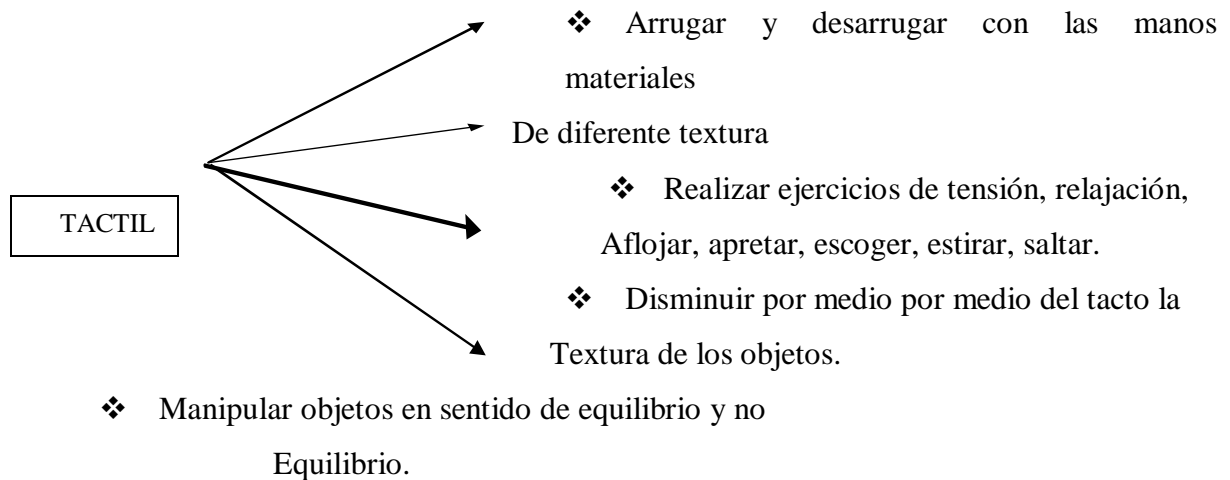 ❖ Arrugar y desarrugar con las manos
materiales
De diferente textura
❖ Realizar ejercicios de tensión, relajación,
TACTIL
Aflojar, apretar, escoger, estirar, saltar.
❖ Disminuir por medio por medio del tacto la
Textura de los objetos.
❖ Manipular objetos en sentido de equilibrio y no
Equilibrio.